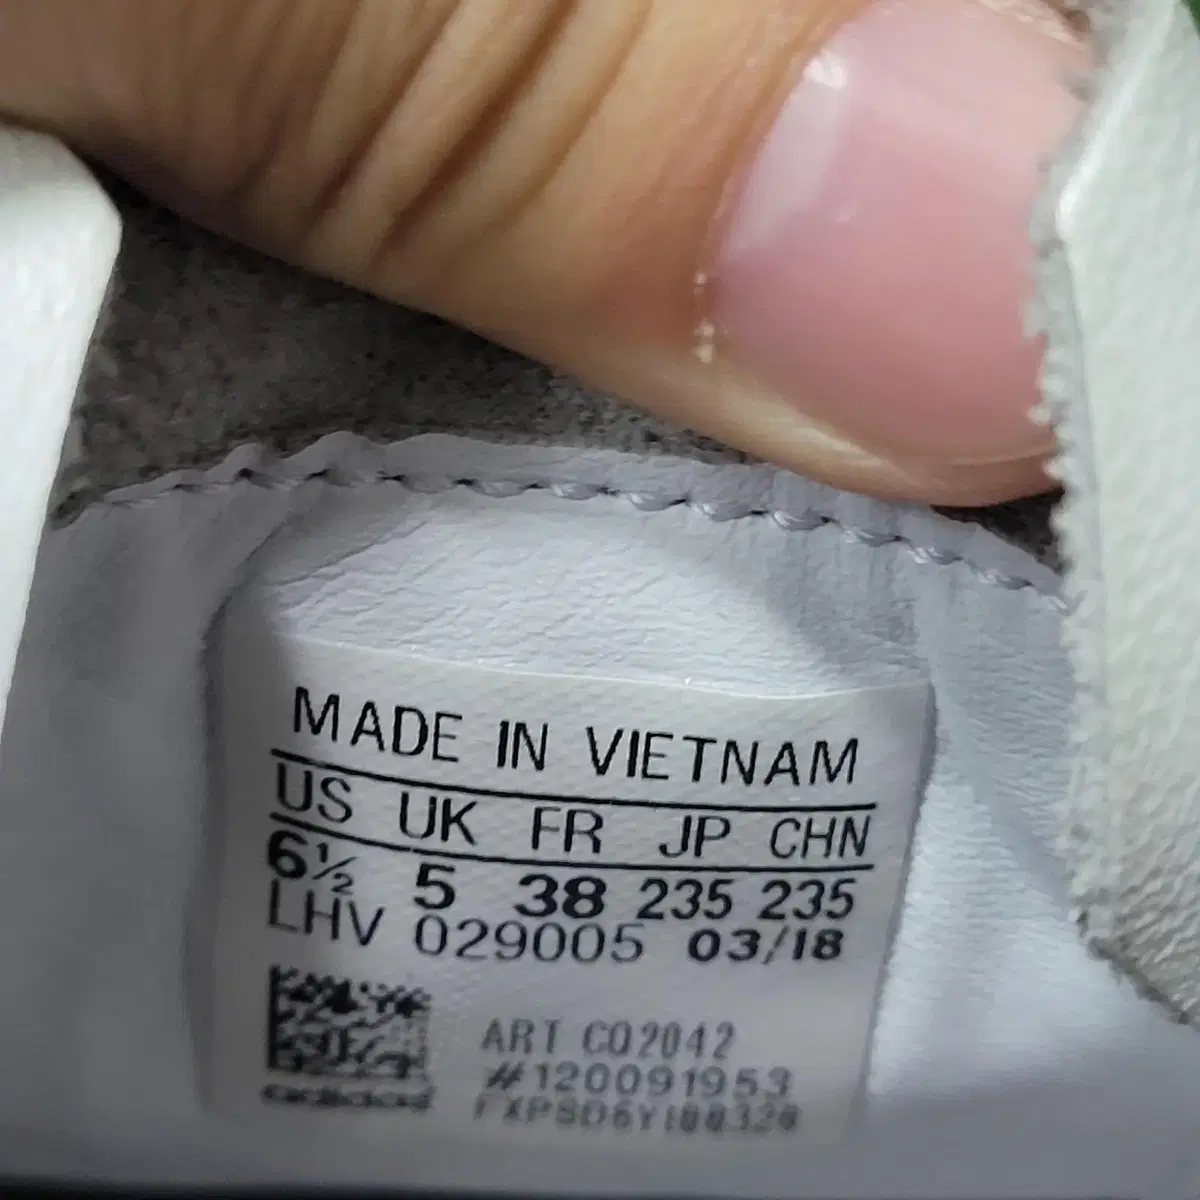 MADE IN VIETNAM
US UK FR JP CHN
6½ 5 38 235 235
LHV 029005 03/18
ART CQ2042
#120091953
adidas